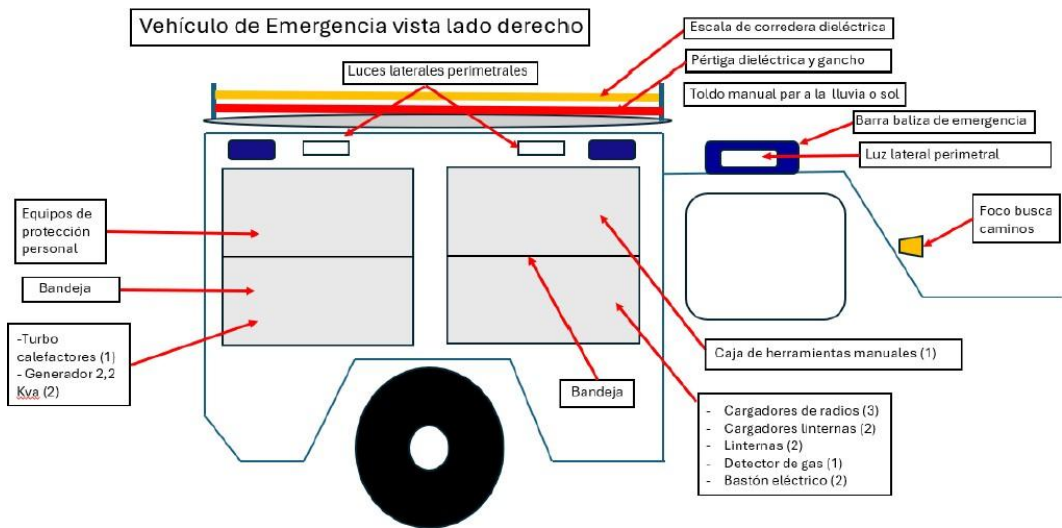 Vehículo de Emergencia vista lado derecho
Escala de corredera dieléctrica
Pértiga dieléctrica y gancho
Luces laterales perimetrales
Toldo manual par a la lluvia o sol
Barra baliza de emergencia
Luz lateral perimetral
Equipos de
protección
personal
Foco busca
caminos
Bandeja
-Turbo
calefactores (1)
- Generador 2,2
Kva (2)
Caja de herramientas manuales (1)
Bandeja
- Cargadores de radios (3)
- Cargadores linternas (2)
- Linternas (2)
- Detector de gas (1)
- Bastón eléctrico (2)